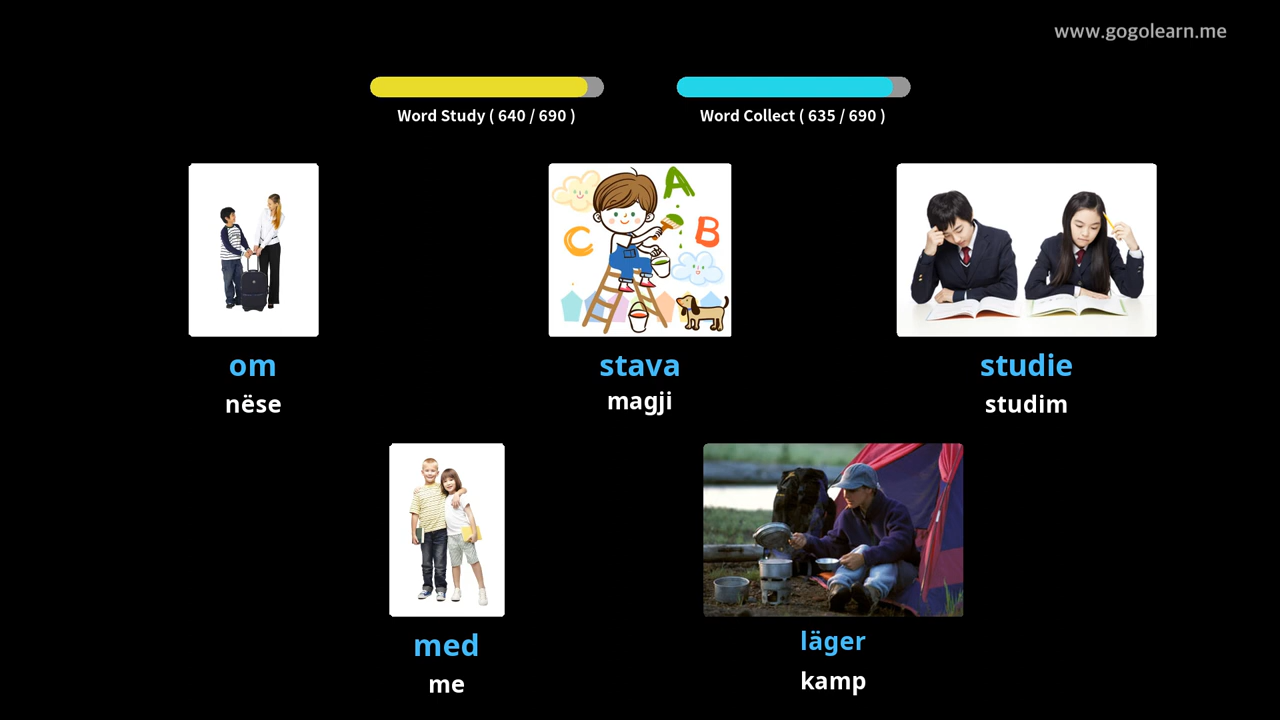 www.gogolearn.me
Word Study ( 640 / 690 )
Word Collect ( 635 / 690 )
A
B
C
om
nëse
stava
magji
studie
studim
med
me
läger
kamp